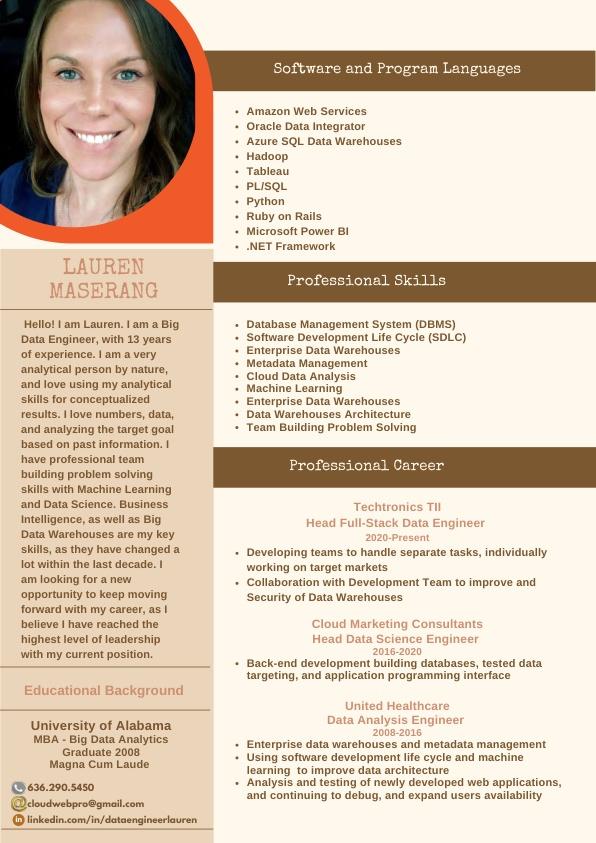 LAUREN
MASERANG
Hello! I am Lauren. I am a Big
Data Engineer, with 13 years
of experience. I am a very
analytical person by nature,
and love using my analytical
skills for conceptualized
results. I love numbers, data,
and analyzing the target goal
based on past information. I
have professional team
building problem solving
skills with Machine Learning
and Data Science. Business
Intelligence, as well as Big
Data Warehouses are my key
skills, as they have changed a
lot within the last decade. I
am looking for a new
opportunity to keep moving
forward with my career, as I
believe I have reached the
highest level of leadership
with my current position.
Educational Background
University of Alabama
MBA - Big Data Analytics
Graduate 2008
Magna Cum Laude
636.290.5450
cloudwebpro@gmail.com
linkedin.com/in/dataengineerlauren
Software and Program Languages
• Amazon Web Services
• Oracle Data Integrator
• Azure SQL Data Warehouses
• Hadoop
• Tableau
• PL/SQL
• Python
• Ruby on Rails
• Microsoft Power BI
• .NET Framework
Professional Skills
• Database Management System (DBMS)
• Software Development Life Cycle (SDLC)
• Enterprise Data Warehouses
• Metadata Management
• Cloud Data Analysis
• Machine Learning
• Enterprise Data Warehouses
• Data Warehouses Architecture
• Team Building Problem Solving
Professional Career
Techtronics TII
Head Full-Stack Data Engineer
2020-Present
• Developing teams to handle separate tasks, individually
working on target markets
• Collaboration with Development Team to improve and
Security of Data Warehouses
Cloud Marketing Consultants
Head Data Science Engineer
2016-2020
• Back-end development building databases, tested data
targeting, and application programming interface
United Healthcare
Data Analysis Engineer
2008-2016
• Enterprise data warehouses and metadata management
• Using software development life cycle and machine
learning to improve data architecture
• Analysis and testing of newly developed web applications,
and continuing to debug, and expand users availability